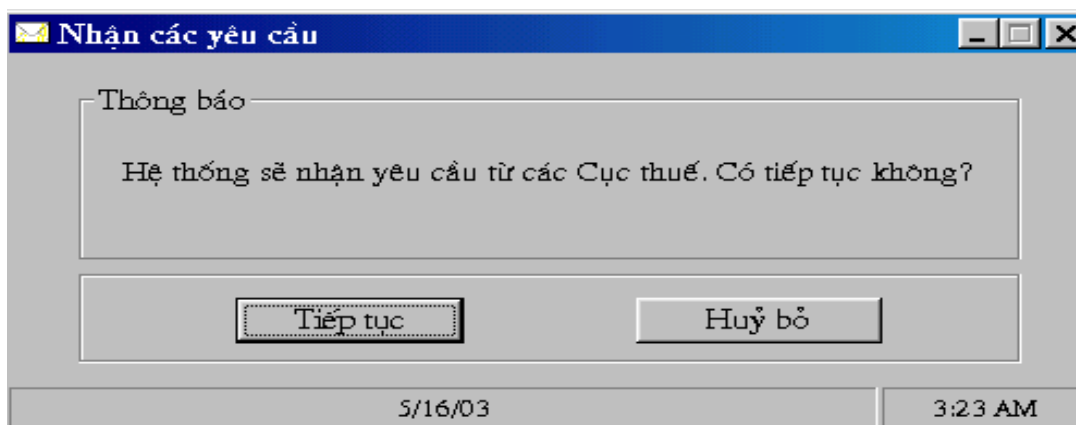 Nhận các yêu cầu
Thông báo
Hệ thống sẽ nhận yêu cầu từ các Cục thuế. Có tiếp tục không?
Tiếp tục
Huỷ bỏ
5/16/03
3:23 AM